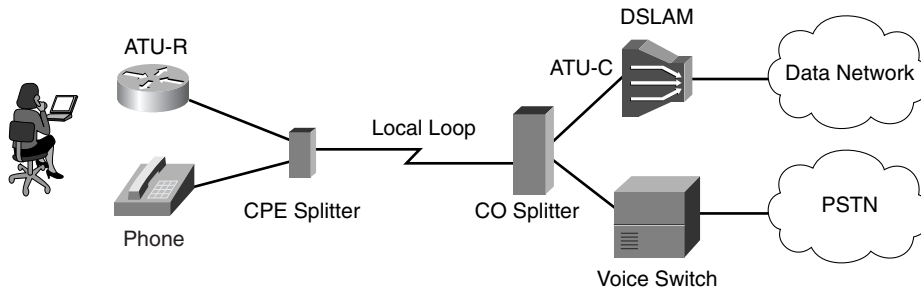 DSLAM
ATU-R
ATU-C
Data Network
Local Loop
CPE Splitter
CO Splitter
PSTN
Phone
Voice Switch